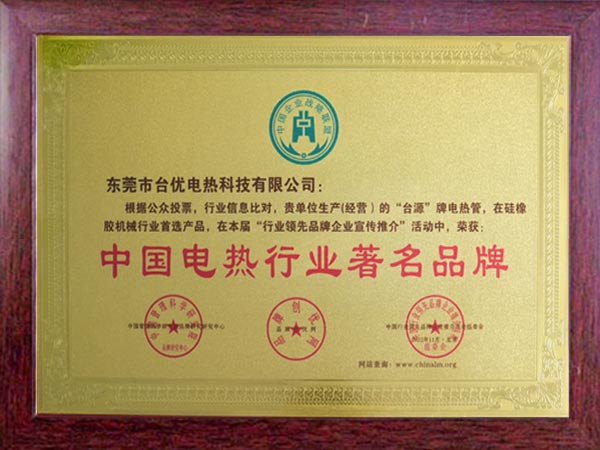 中国企业战略联盟
东莞市台优电热科技有限公司：
根据公众投票，行业信息比对，贵单位生产(经营）的“台源”牌电热管，在硅橡
胶机械行业首选产品，在本届“行业领先品牌企业宣传推介”活动中，荣获：
中国电热行业著名品牌
品牌创优网
网站查询：www.chinalm.org